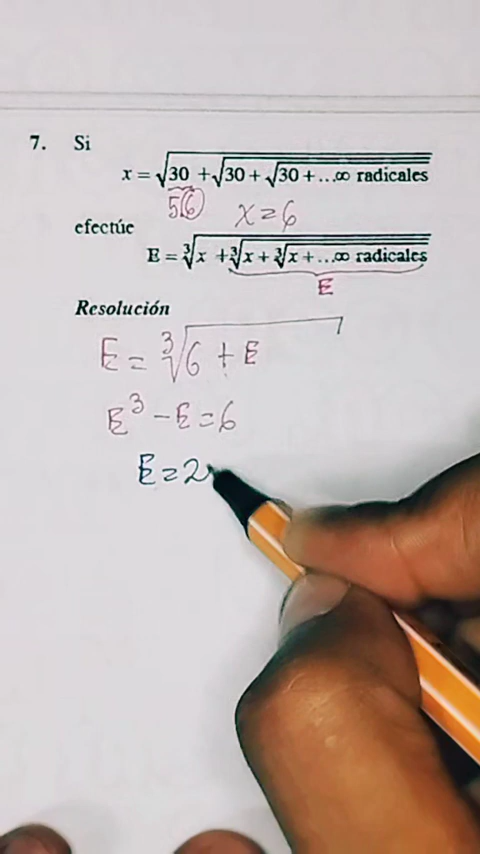 7. Si
x = √30 + √30 + √30 + ...∞ radicales
5(6) x = 6
efectúe
E = ∛x + ∛x + ∛x + ...∞ radicales
E
Resolución
E = ∛6 + E
E³ - E = 6
E = 2